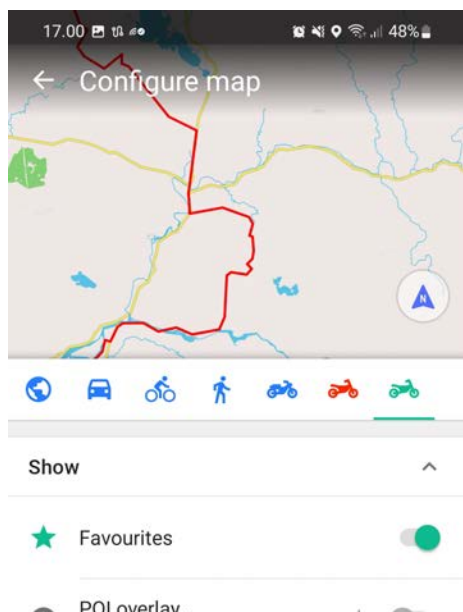 17.00 48%
Configure map
N
Show
Favourites
POI overlay